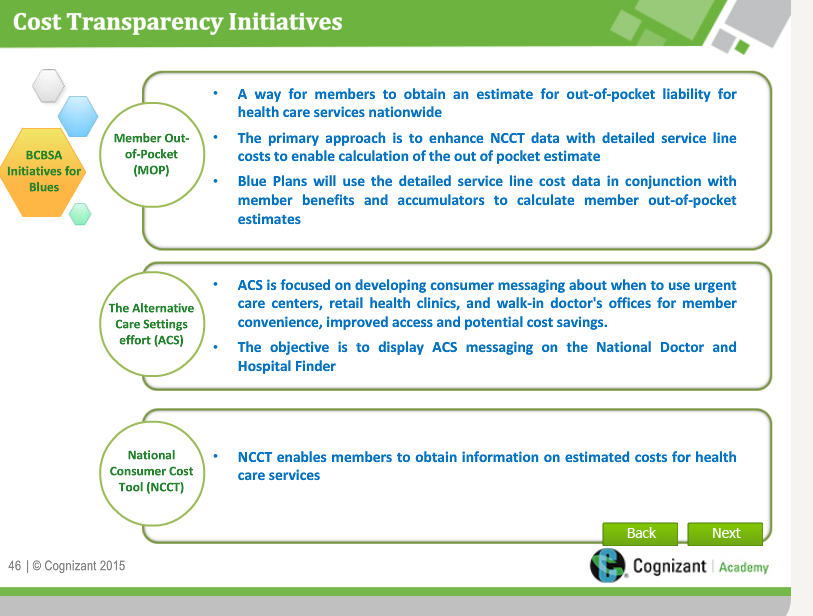 Cost Transparency Initiatives
BCBSA
Initiatives for
Blues
Member Out-
of-Pocket
(MOP)
• A way for members to obtain an estimate for out-of-pocket liability for
health care services nationwide
• The primary approach is to enhance NCCT data with detailed service line
costs to enable calculation of the out of pocket estimate
• Blue Plans will use the detailed service line cost data in conjunction with
member benefits and accumulators to calculate member out-of-pocket
estimates
The Alternative
Care Settings
effort (ACS)
• ACS is focused on developing consumer messaging about when to use urgent
care centers, retail health clinics, and walk-in doctor's offices for member
convenience, improved access and potential cost savings.
• The objective is to display ACS messaging on the National Doctor and
Hospital Finder
National
Consumer Cost
Tool (NCCT)
• NCCT enables members to obtain information on estimated costs for health
care services
Back Next
46 | © Cognizant 2015
Cognizant | Academy